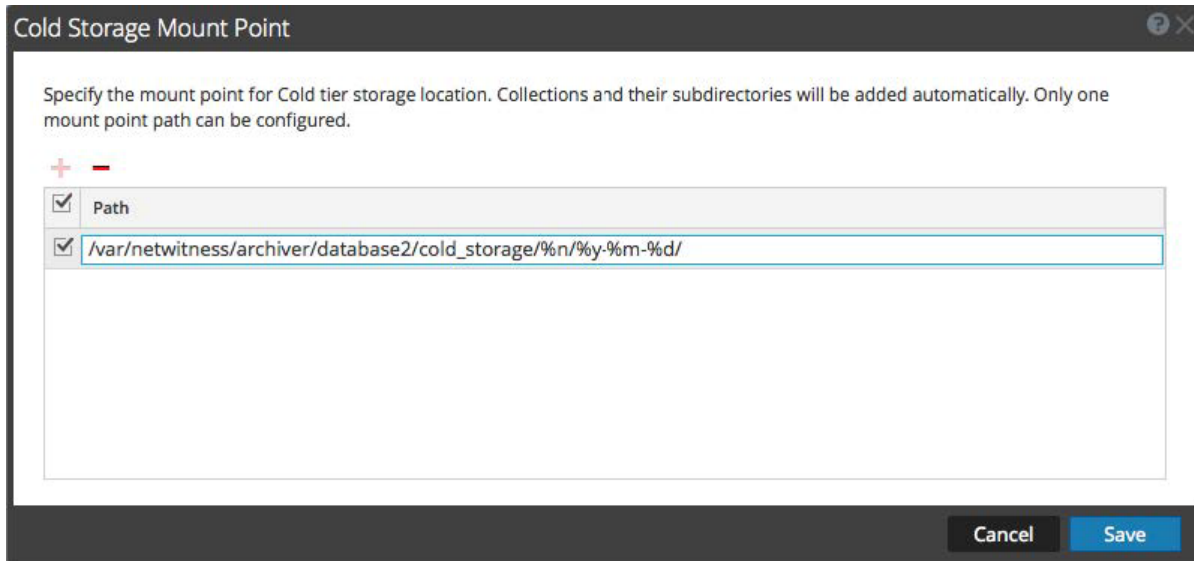 Cold Storage Mount Point
Specify the mount point for Cold tier storage location. Collections and their subdirectories will be added automatically. Only one
mount point path can be configured.
Path
/var/netwitness/archiver/database2/cold_storage/%n/%y-%m-%d/
Cancel Save